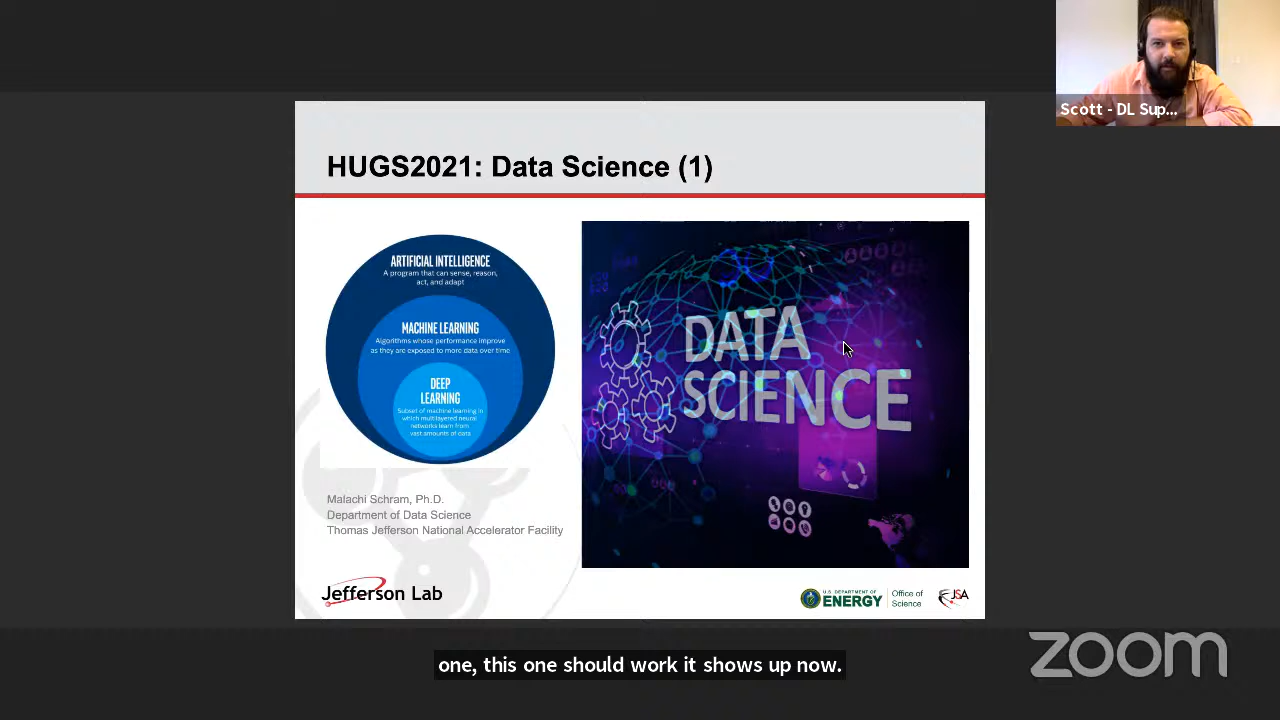 Scott - DL Sup...
HUGS2021: Data Science (1)
ARTIFICIAL INTELLIGENCE
A program that can sense, reason,
act, and adapt
MACHINE LEARNING
Algorithms whose performance improve
as they are exposed to more data over time
DEEP
LEARNING
Subset of machine learning in
which multilayered neural
networks learn from
vast amounts of data
DATA
SCIENCE
Malachi Schram, Ph.D.
Department of Data Science
Thomas Jefferson National Accelerator Facility
Jefferson Lab
U.S. DEPARTMENT OF
ENERGY
Office of
Science
JSA
one, this one should work it shows up now.
zoom